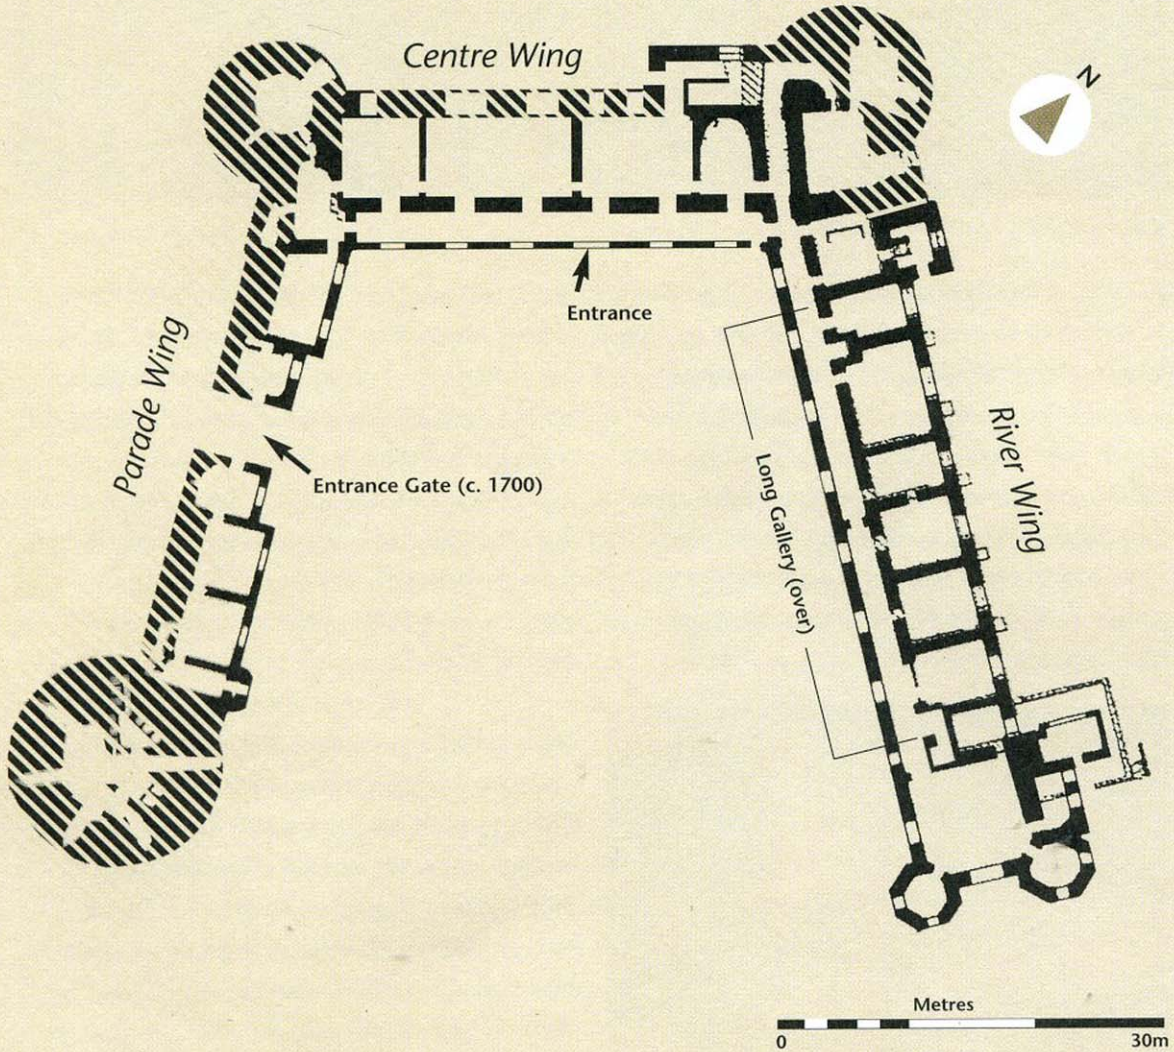 Centre Wing
N
Entrance
Parade Wing
River Wing
Entrance Gate (c. 1700)
Long Gallery (over)
Metres
0
30m